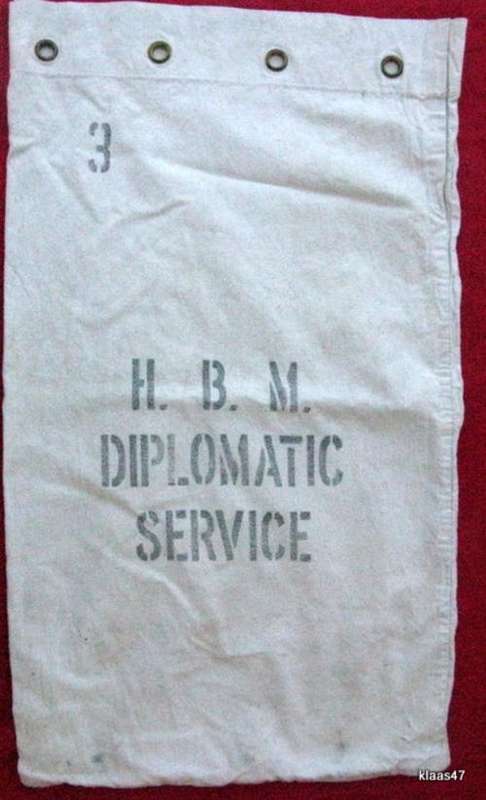 3
H. B. M.
DIPLOMATIC
SERVICE
klaas47